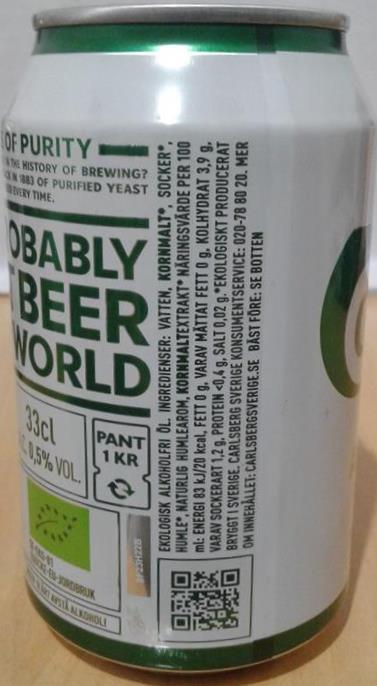 OF PURITY
IN THE HISTORY OF BREWING?
IN 1883 OF PURIFIED YEAST
EVERY TIME.
OBABLY
BEER
WORLD
33cl
0,5% VOL.
PANT
1 KR
EU-JORDBRUK
AVSTÅ ALKOHOL!
EKOLOGISK ALKOHOLFRI ÖL. INGREDIENSER: VATTEN, KORNMALT*, SOCKER*,
HUMLE*, NATURLIG HUMLEAROM, KORNMALTEXTRAKT* NÄRINGSVÄRDE PER 100
ml: ENERGI 83 kJ/20 kcal, FETT 0 g, VARAV MÄTTAT FETT 0 g, KOLHYDRAT 3,9 g,
VARAV SOCKERART 1,2 g, PROTEIN <0,4 g, SALT 0,02 g.*EKOLOGISKT PRODUCERAT
BRYGGT I SVERIGE, CARLSBERG SVERIGE KONSUMENTSERVICE: 020-78 80 20. MER
OM INNEHÅLLET: CARLSBERGSVERIGE.SE BÄST FÖRE: SE BOTTEN